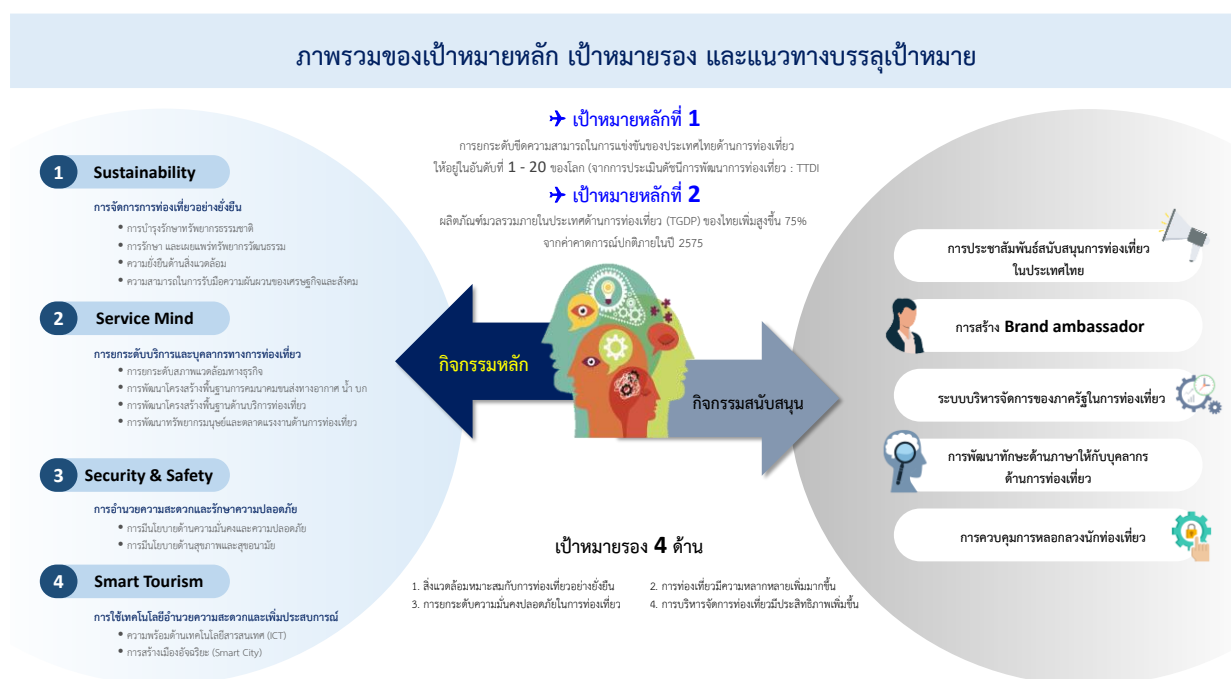 ภาพรวมของเป้าหมายหลัก เป้าหมายรอง และแนวทางบรรลุเป้าหมาย
✈ เป้าหมายหลักที่ 1
การยกระดับขีดความสามารถในการแข่งขันของประเทศไทยด้านการท่องเที่ยว
ให้อยู่ในอันดับที่ 1 - 20 ของโลก (จากการประเมินดัชนีการพัฒนาการท่องเที่ยว : TTDI
✈ เป้าหมายหลักที่ 2
ผลิตภัณฑ์มวลรวมภายในประเทศด้านการท่องเที่ยว (TGDP) ของไทยเพิ่มสูงขึ้น 75%
จากค่าคาดการณ์ปกติภายในปี 2575
1 Sustainability
การจัดการการท่องเที่ยวอย่างยั่งยืน
• การบำรุงรักษาทรัพยากรธรรมชาติ
• การรักษา และเผยแพร่ทรัพยากรวัฒนธรรม
• ความยั่งยืนด้านสิ่งแวดล้อม
• ความสามารถในการรับมือความผันผวนของเศรษฐกิจและสังคม
2 Service Mind
การยกระดับบริการและบุคลากรทางการท่องเที่ยว
• การยกระดับสภาพแวดล้อมทางธุรกิจ
• การพัฒนาโครงสร้างพื้นฐานการคมนาคมขนส่งทางอากาศ น้ำ บก
• การพัฒนาโครงสร้างพื้นฐานด้านบริการท่องเที่ยว
• การพัฒนาทรัพยากรมนุษย์และตลาดแรงงานด้านการท่องเที่ยว
3 Security & Safety
การอำนวยความสะดวกและรักษาความปลอดภัย
• การมีนโยบายด้านความมั่นคงและความปลอดภัย
• การมีนโยบายด้านสุขภาพและสุขอนามัย
4 Smart Tourism
การใช้เทคโนโลยีอำนวยความสะดวกและเพิ่มประสบการณ์
• ความพร้อมด้านเทคโนโลยีสารสนเทศ (ICT)
• การสร้างเมืองอัจฉริยะ (Smart City)
กิจกรรมหลัก
กิจกรรมสนับสนุน
เป้าหมายรอง 4 ด้าน
1. สิ่งแวดล้อมหมาะสมกับการท่องเที่ยวอย่างยั่งยืน
2. การท่องเที่ยวมีความหลากหลายเพิ่มมากขึ้น
3. การยกระดับความมั่นคงปลอดภัยในการท่องเที่ยว
4. การบริหารจัดการท่องเที่ยวมีประสิทธิภาพเพิ่มขึ้น
การประชาสัมพันธ์สนับสนุนการท่องเที่ยว
ในประเทศไทย
การสร้าง Brand ambassador
ระบบบริหารจัดการของภาครัฐในการท่องเที่ยว
การพัฒนาทักษะด้านภาษาให้กับบุคลากร
ด้านการท่องเที่ยว
การควบคุมการหลอกลวงนักท่องเที่ยว